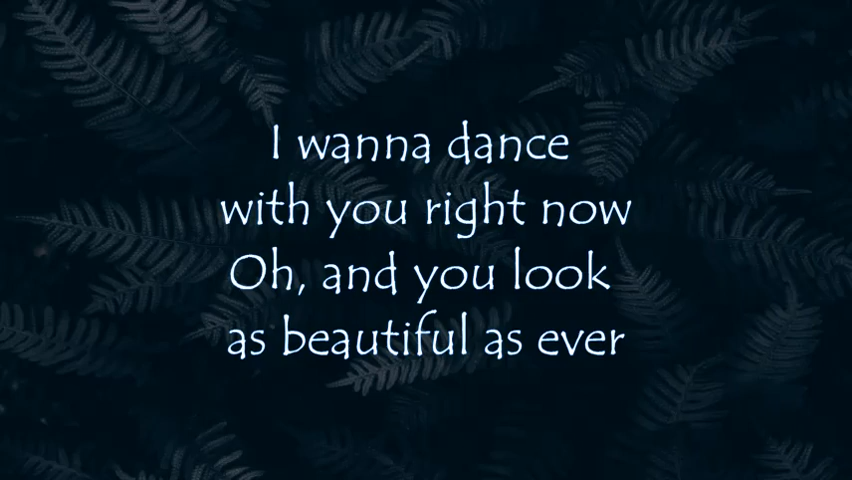 I wanna dance
with you right now
Oh, and you look
as beautiful as ever